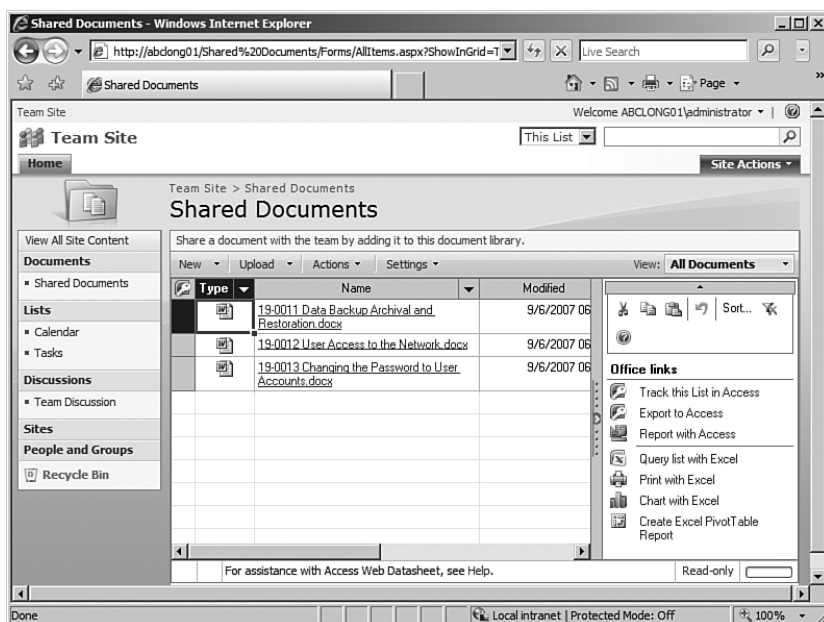 Shared Documents - Windows Internet Explorer
http://abclong01/Shared%20Documents/Forms/AllItems.aspx?ShowInGrid=T
Live Search
Shared Documents
Page
Team Site
Welcome ABCLONG01\administrator
Team Site
This List
Home
Site Actions
Team Site > Shared Documents
Shared Documents
View All Site Content
Share a document with the team by adding it to this document library.
Documents
Shared Documents
Lists
Calendar
Tasks
Discussions
Team Discussion
Sites
People and Groups
Recycle Bin
New Upload Actions Settings View: All Documents
Type Name Modified
19-0011 Data Backup Archival and
Restoration.docx
9/6/2007 06
19-0012 User Access to the Network.docx 9/6/2007 06
19-0013 Changing the Password to User
Accounts.docx
9/6/2007 06
Sort...
Office links
Track this List in Access
Export to Access
Report with Access
Query list with Excel
Print with Excel
Chart with Excel
Create Excel PivotTable
Report
For assistance with Access Web Datasheet, see Help. Read-only
Done Local intranet | Protected Mode: Off 100%